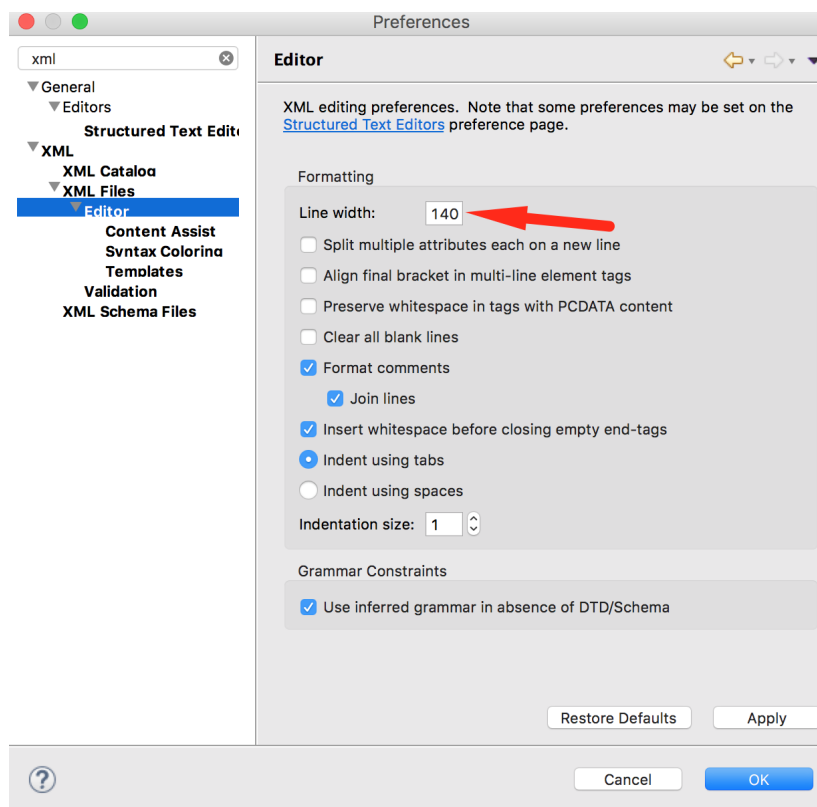 Preferences
xml
General
Editors
Structured Text Edit
XML
XML Catalog
XML Files
Editor
Content Assist
Syntax Coloring
Templates
Validation
XML Schema Files
Editor
XML editing preferences.  Note that some preferences may be set on the
Structured Text Editors preference page.
Formatting
Line width: 140
Split multiple attributes each on a new line
Align final bracket in multi-line element tags
Preserve whitespace in tags with PCDATA content
Clear all blank lines
Format comments
Join lines
Insert whitespace before closing empty end-tags
Indent using tabs
Indent using spaces
Indentation size: 1
Grammar Constraints
Use inferred grammar in absence of DTD/Schema
Restore Defaults Apply
? Cancel OK